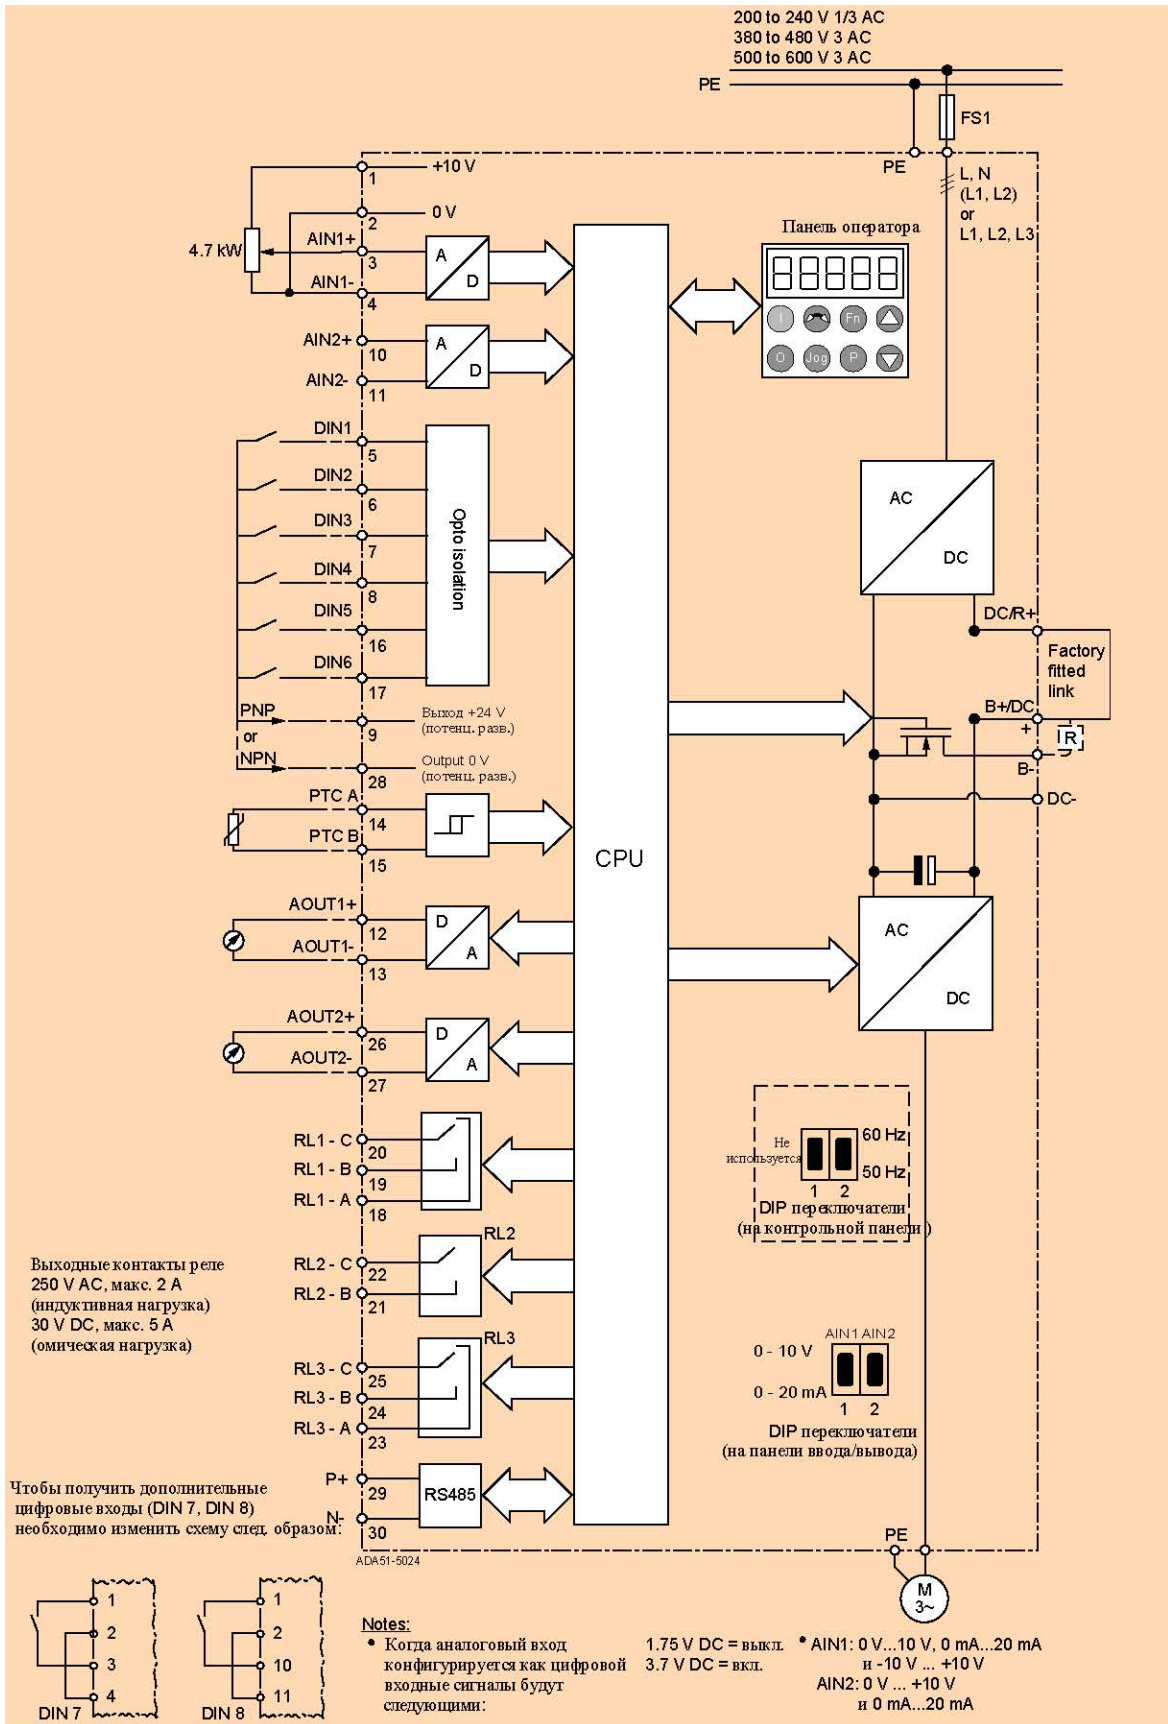 200 to 240 V 1/3 AC
380 to 480 V 3 AC
500 to 600 V 3 AC
PE
FS1
PE
L, N
(L1, L2)
or
L1, L2, L3
1
+10 V
2
0 V
4.7 kW
AIN1+
3
AIN1-
4
A
D
AIN2+
10
AIN2-
11
A
D
Панель оператора
I
Fn
O
Jog
P
DIN1
5
DIN2
6
DIN3
7
DIN4
8
DIN5
16
DIN6
17
Opto isolation
PNP
or
NPN
9
Выход +24 V
(потенц. разв.)
28
Output 0 V
(потенц. разв.)
PTC A
14
PTC B
15
CPU
AC
DC
DC/R+
Factory
fitted
link
B+/DC
+
R
B-
DC-
AOUT1+
12
AOUT1-
13
D
A
AC
DC
AOUT2+
26
AOUT2-
27
D
A
RL1 - C
20
RL1 - B
19
RL1 - A
18
Не
используется
60 Hz
50 Hz
1 2
DIP переключатели
(на контрольной панели )
RL2
RL2 - C
22
RL2 - B
21
Выходные контакты реле
250 V AC, макс. 2 A
(индуктивная нагрузка)
30 V DC, макс. 5 A
(омическая нагрузка)
RL3
RL3 - C
25
RL3 - B
24
RL3 - A
23
AIN1 AIN2
0 - 10 V
0 - 20 mA
1 2
DIP переключатели
(на панели ввода/вывода)
P+
29
N-
30
RS485
Чтобы получить дополнительные
цифровые входы (DIN 7, DIN 8)
необходимо изменить схему след. образом:
ADA51-5024
PE
M
3~
1
2
3
4
DIN 7
1
2
10
11
DIN 8
Notes:
• Когда аналоговый вход
конфигурируется как цифровой
входные сигналы будут
следующими:
1.75 V DC = выкл.
3.7 V DC = вкл.
• AIN1: 0 V...10 V, 0 mA...20 mA
и -10 V ... +10 V
AIN2: 0 V ... +10 V
и 0 mA...20 mA